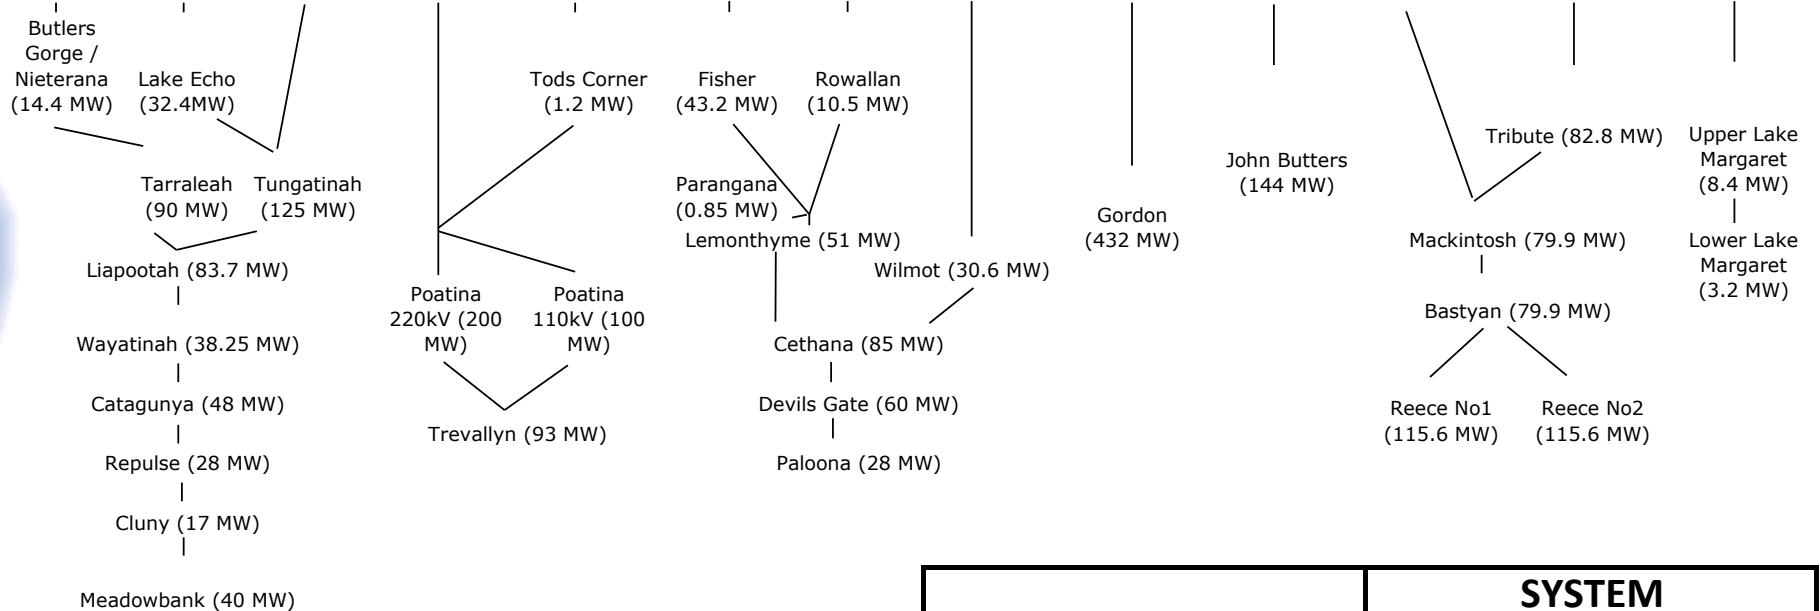 Butlers
Gorge /
Nieterana
(14.4 MW)
Lake Echo
(32.4MW)
Tarraleah
(90 MW)
Tungatinah
(125 MW)
Liapootah (83.7 MW)
Wayatinah (38.25 MW)
Catagunya (48 MW)
Repulse (28 MW)
Cluny (17 MW)
Meadowbank (40 MW)
Tods Corner
(1.2 MW)
Poatina
220kV (200
MW)
Poatina
110kV (100
MW)
Trevallyn (93 MW)
Fisher
(43.2 MW)
Rowallan
(10.5 MW)
Parangana
(0.85 MW)
Lemonthyme (51 MW)
Wilmot (30.6 MW)
Cethana (85 MW)
Devils Gate (60 MW)
Paloona (28 MW)
Gordon
(432 MW)
John Butters
(144 MW)
Tribute (82.8 MW)
Mackintosh (79.9 MW)
Bastyan (79.9 MW)
Reece No1
(115.6 MW)
Reece No2
(115.6 MW)
Upper Lake
Margaret
(8.4 MW)
Lower Lake
Margaret
(3.2 MW)
SYSTEM